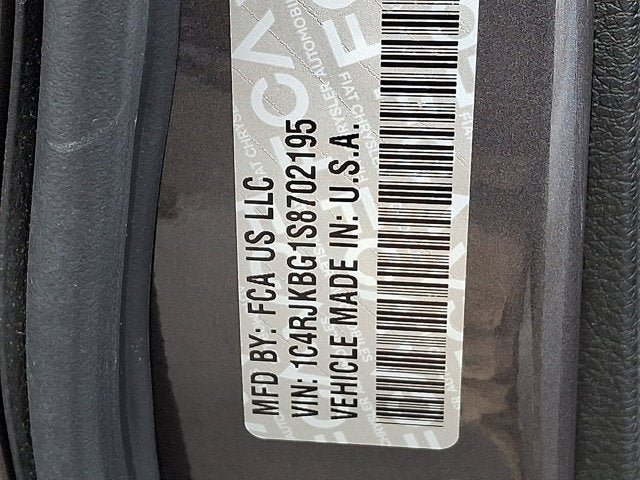 MFD BY: FCA US LLC
VIN: 1C4RJKBG1S8702195
VEHICLE MADE IN: U.S.A.